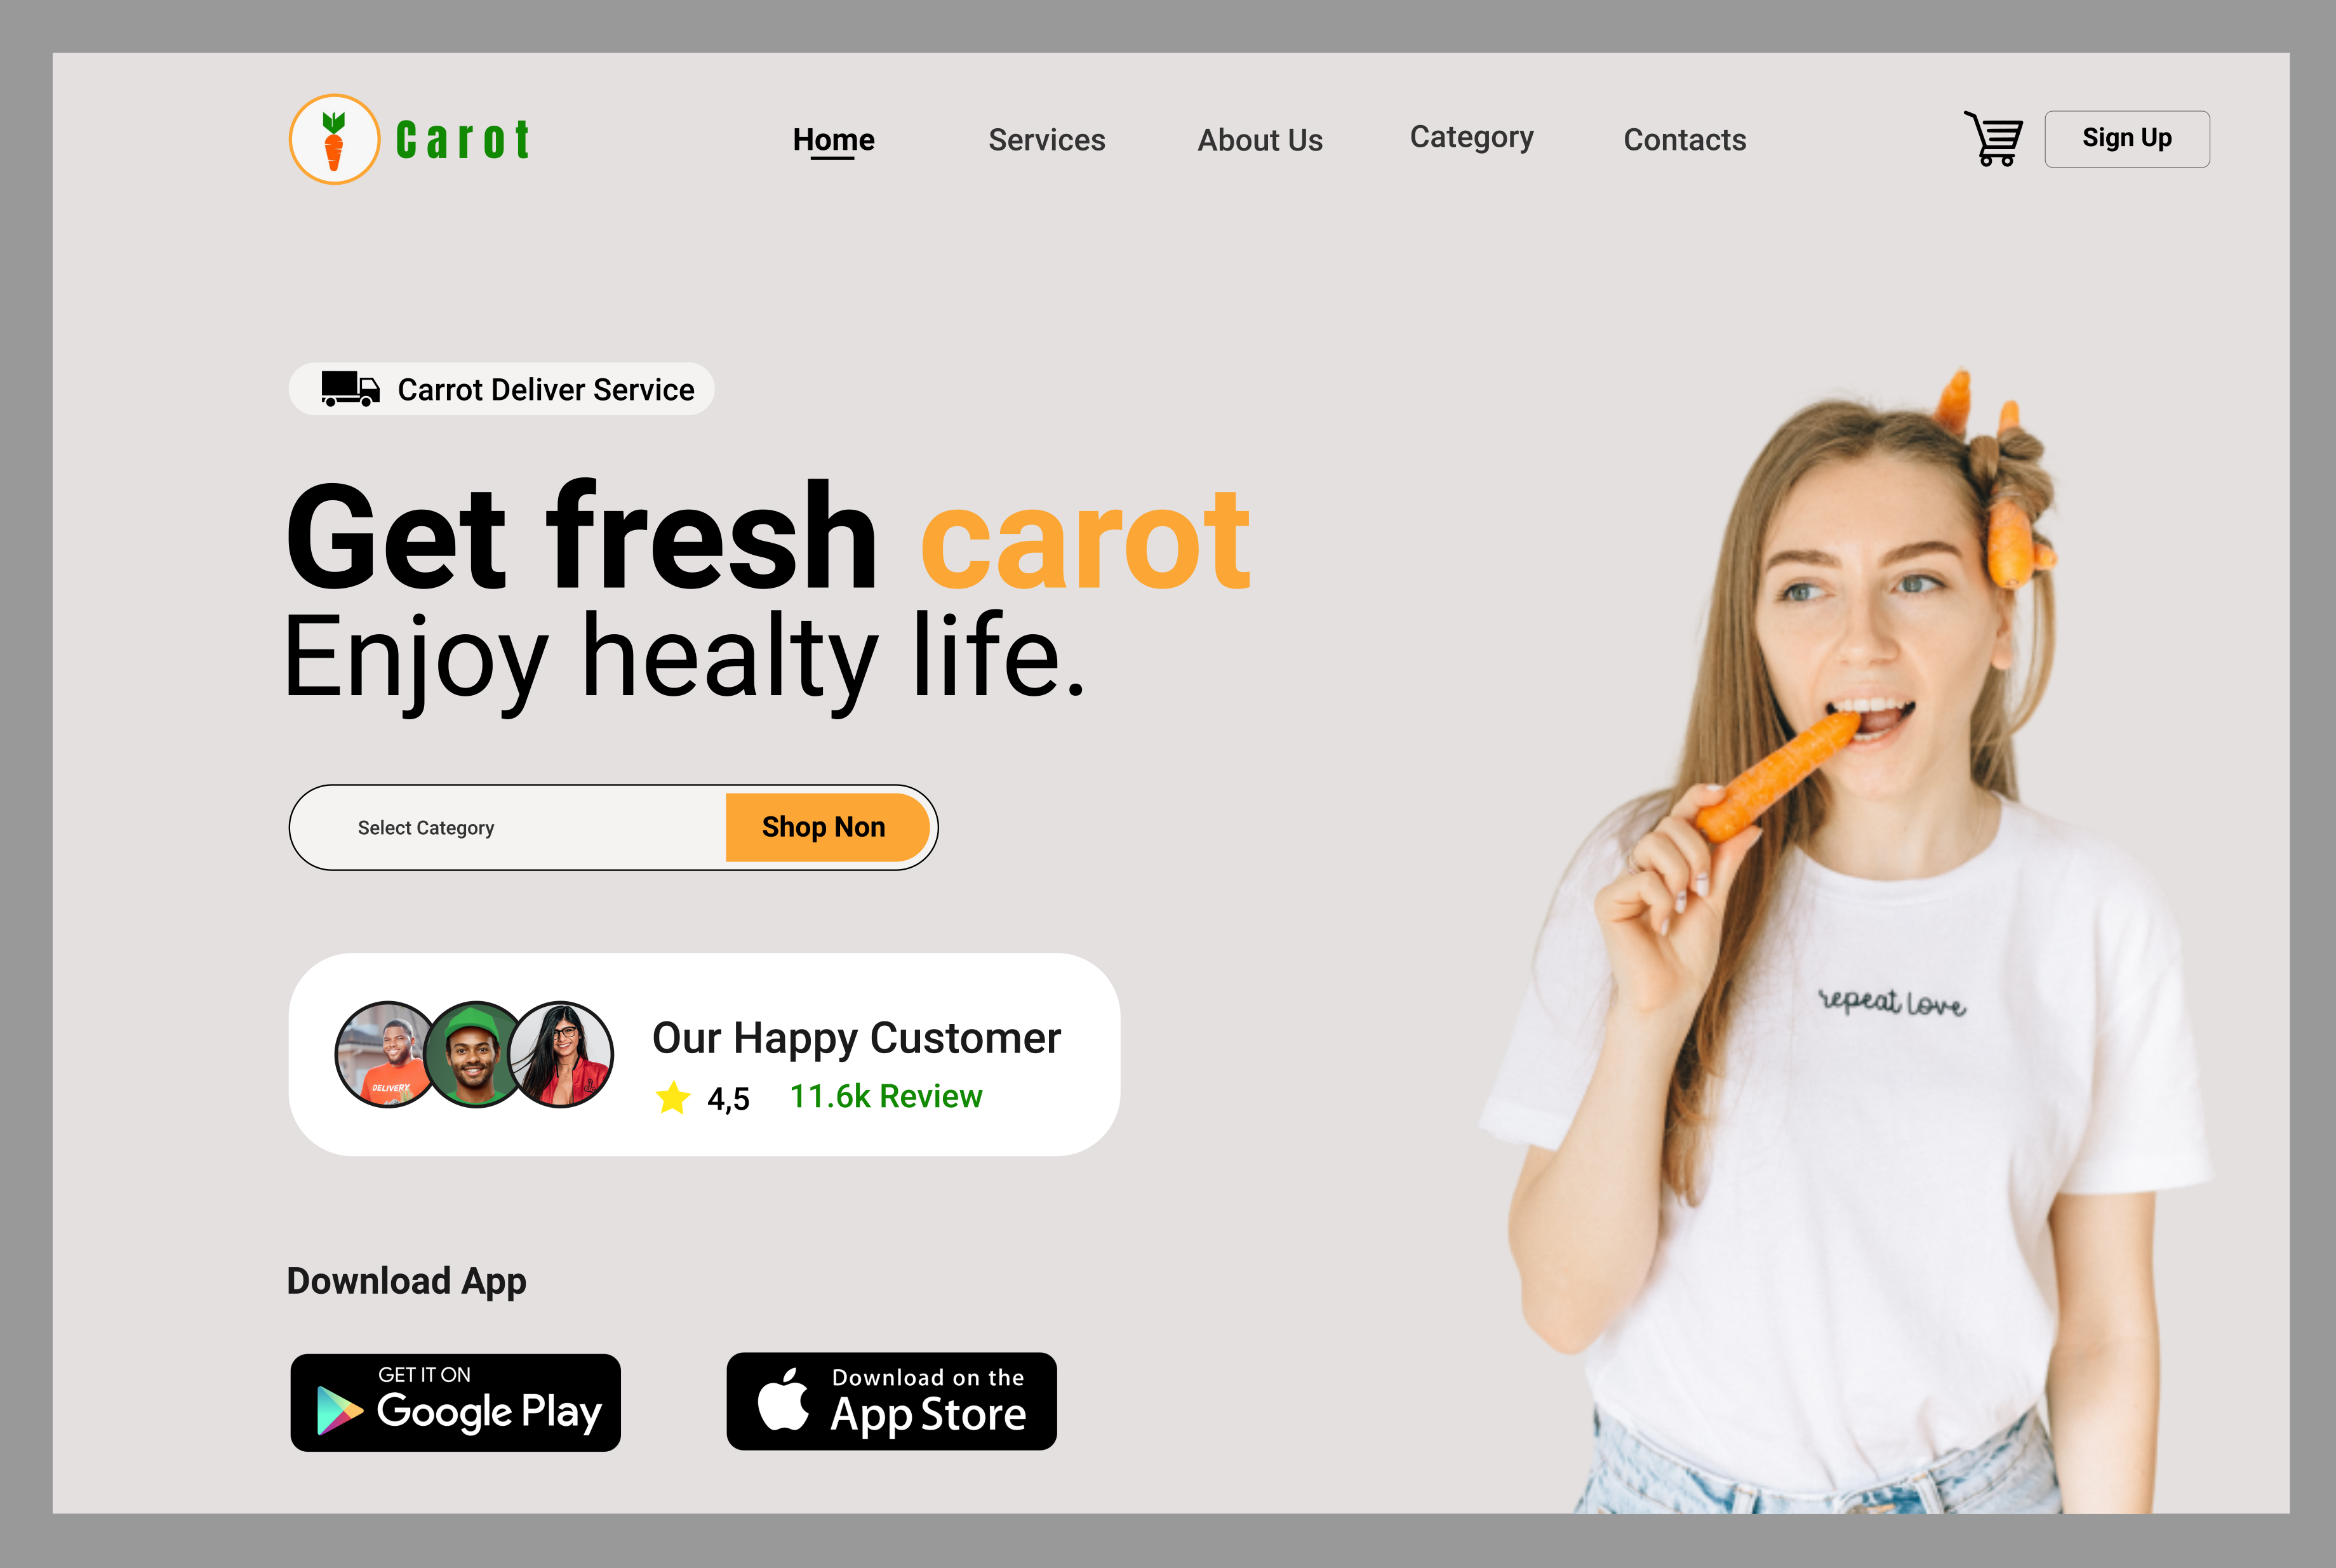 Carot
Home Services About Us Category Contacts Sign Up
Carrot Deliver Service
Get fresh carot
Enjoy healty life.
Select Category Shop Non
DELIVERY
Our Happy Customer
4,5 11.6k Review
repeat love
Download App
GET IT ON
Google Play
Download on the
App Store